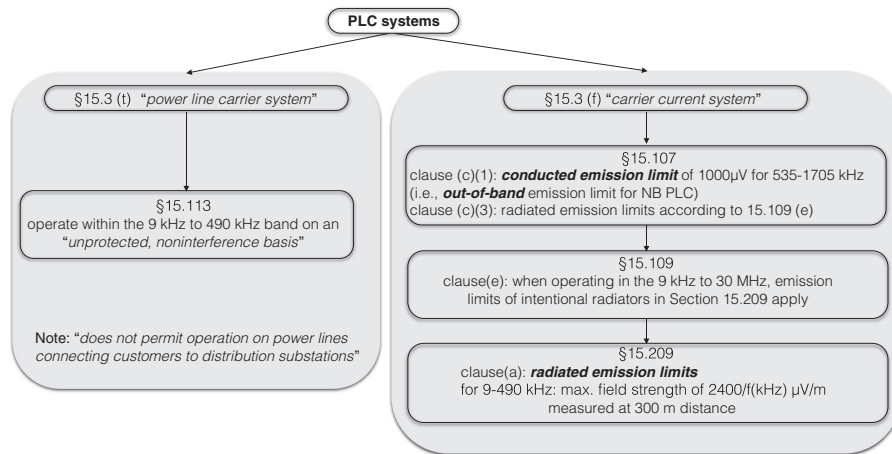 PLC systems
§15.3 (t) "power line carrier system"
§15.113
operate within the 9 kHz to 490 kHz band on an
"unprotected, noninterference basis"
Note: "does not permit operation on power lines
connecting customers to distribution substations"
§15.3 (f) "carrier current system"
§15.107
clause (c)(1): conducted emission limit of 1000µV for 535-1705 kHz
(i.e., out-of-band emission limit for NB PLC)
clause (c)(3): radiated emission limits according to 15.109 (e)
§15.109
clause(e): when operating in the 9 kHz to 30 MHz, emission
limits of intentional radiators in Section 15.209 apply
§15.209
clause(a): radiated emission limits
for 9-490 kHz: max. field strength of 2400/f(kHz) µV/m
measured at 300 m distance